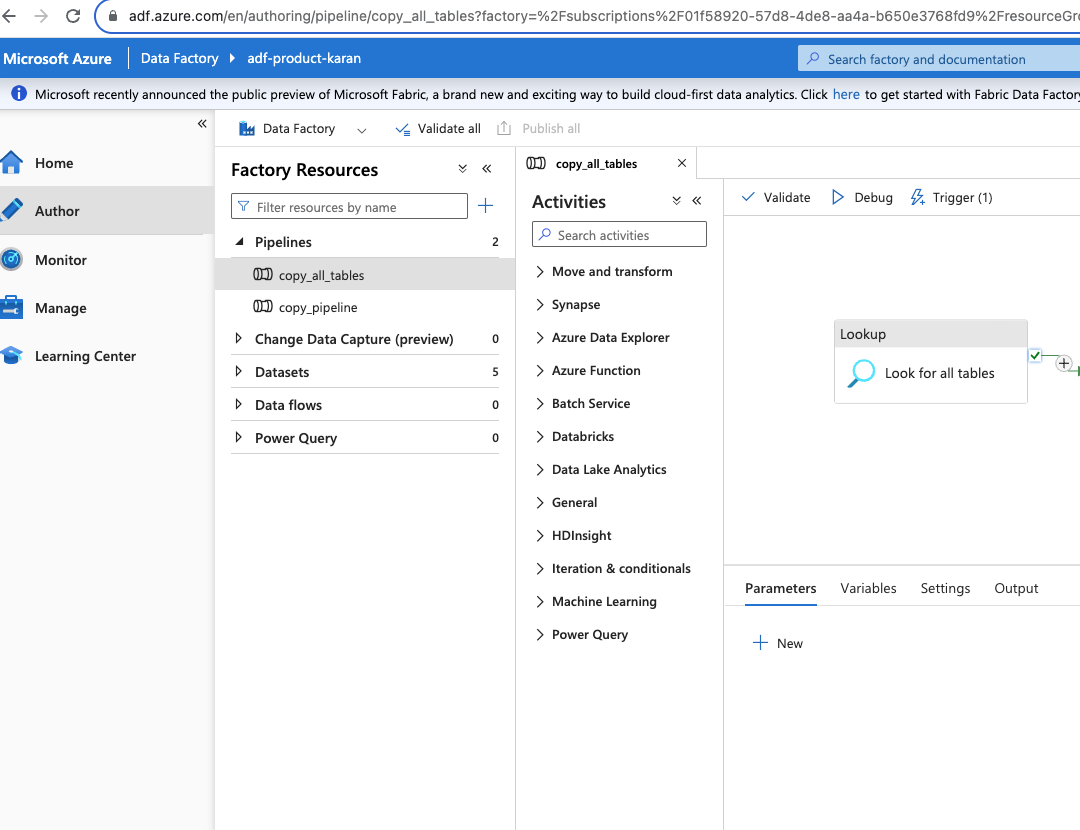 adf.azure.com/en/authoring/pipeline/copy_all_tables?factory=%2Fsubscriptions%2F01f58920-57d8-4de8-aa4a-b650e3768fd9%2FresourceGro
Microsoft Azure
Data Factory
adf-product-karan
Search factory and documentation
Microsoft recently announced the public preview of Microsoft Fabric, a brand new and exciting way to build cloud-first data analytics. Click here to get started with Fabric Data Factory
Home
Author
Monitor
Manage
Learning Center
Data Factory
Validate all
Publish all
Factory Resources
Filter resources by name
Pipelines 2
copy_all_tables
copy_pipeline
Change Data Capture (preview) 0
Datasets 5
Data flows 0
Power Query 0
copy_all_tables
Activities
Search activities
Move and transform
Synapse
Azure Data Explorer
Azure Function
Batch Service
Databricks
Data Lake Analytics
General
HDInsight
Iteration & conditionals
Machine Learning
Power Query
Validate
Debug
Trigger (1)
Lookup
Look for all tables
Parameters
Variables
Settings
Output
New